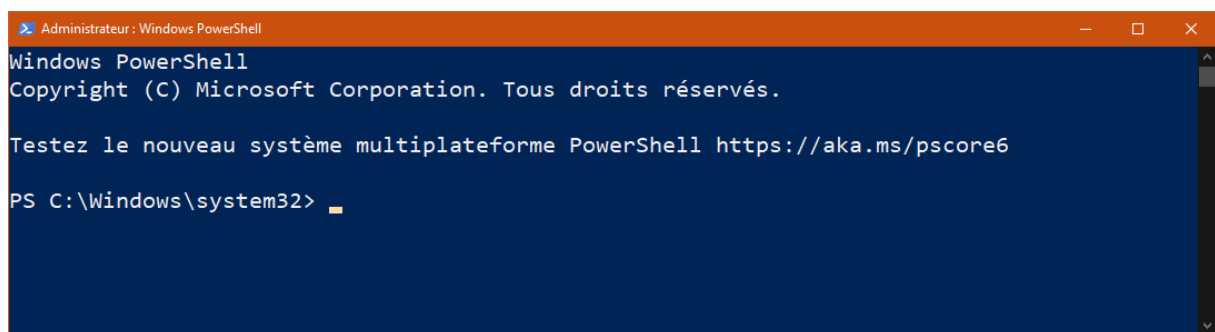 Administrateur : Windows PowerShell
Windows PowerShell
Copyright (C) Microsoft Corporation. Tous droits réservés.
Testez le nouveau système multiplateforme PowerShell https://aka.ms/pscore6
PS C:\Windows\system32>